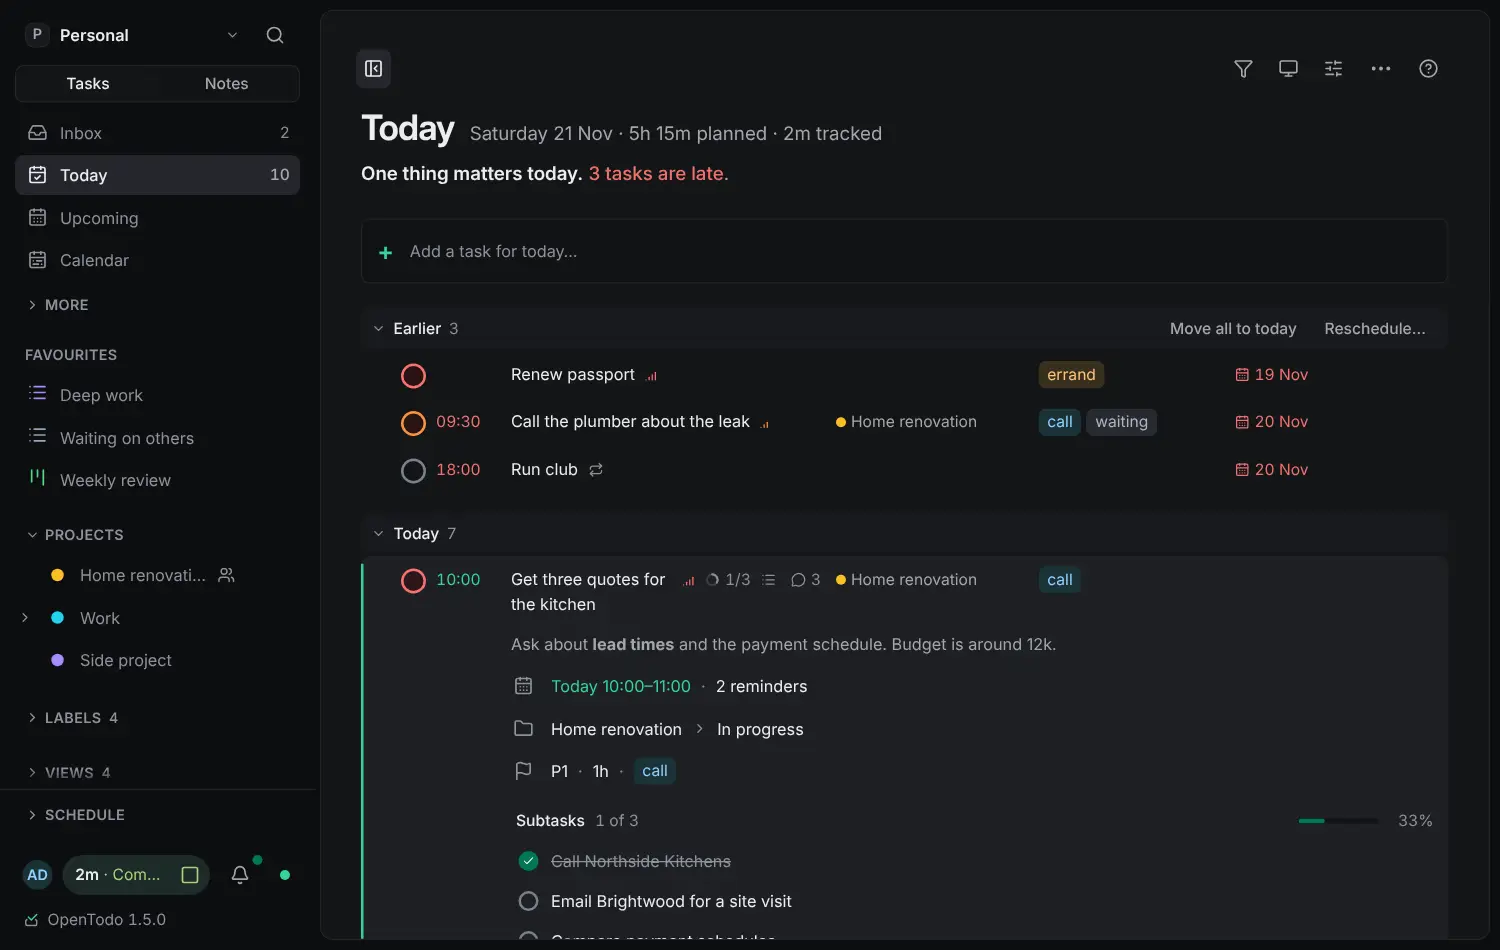 P Personal
Tasks Notes
Inbox 2
Today 10
Upcoming
Calendar
MORE
FAVOURITES
Deep work
Waiting on others
Weekly review
PROJECTS
Home renovati...
Work
Side project
LABELS 4
VIEWS 4
SCHEDULE
AD 2m · Com...
OpenTodo 1.5.0
Today Saturday 21 Nov · 5h 15m planned · 2m tracked
One thing matters today. 3 tasks are late.
+ Add a task for today...
Earlier 3 Move all to today Reschedule...
Renew passport errand 19 Nov
09:30 Call the plumber about the leak Home renovation call waiting 20 Nov
18:00 Run club 20 Nov
Today 7
10:00 Get three quotes for 1/3 3 Home renovation call
the kitchen
Ask about lead times and the payment schedule. Budget is around 12k.
Today 10:00–11:00 · 2 reminders
Home renovation > In progress
P1 · 1h · call
Subtasks 1 of 3 33%
Call Northside Kitchens
Email Brightwood for a site visit
Compare payment schedules